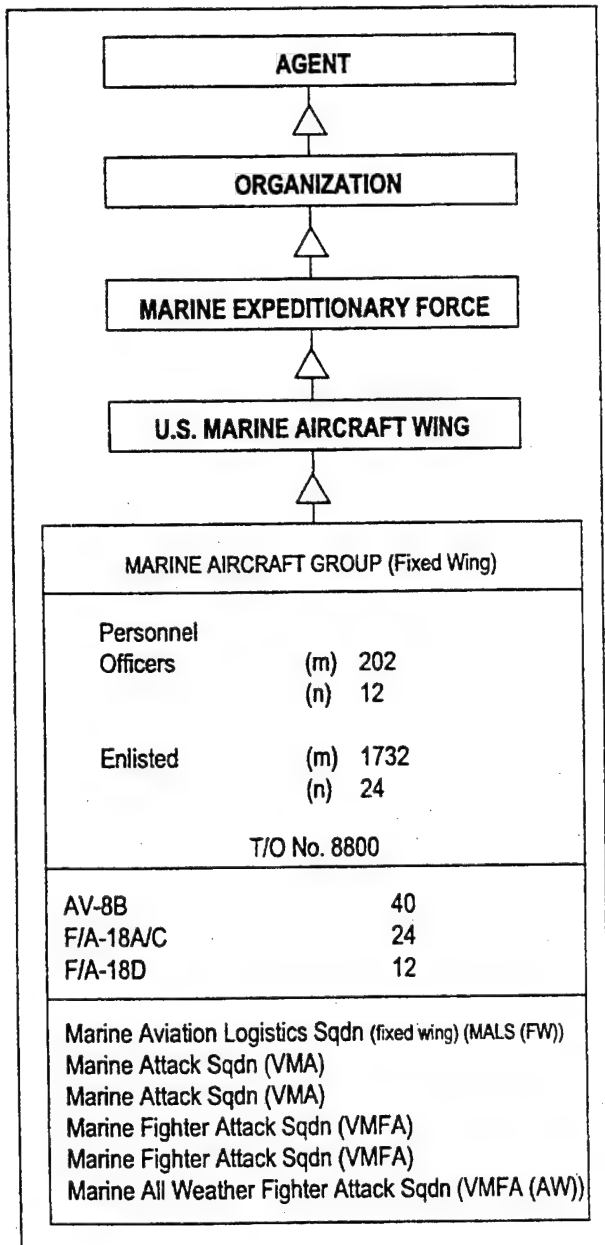 AGENT
ORGANIZATION
MARINE EXPEDITIONARY FORCE
U.S. MARINE AIRCRAFT WING
MARINE AIRCRAFT GROUP (Fixed Wing)
Personnel
Officers (m) 202
(n) 12
Enlisted (m) 1732
(n) 24
T/O No. 8800
AV-8B 40
F/A-18A/C 24
F/A-18D 12
Marine Aviation Logistics Sqdn (fixed wing) (MALS (FW))
Marine Attack Sqdn (VMA)
Marine Attack Sqdn (VMA)
Marine Fighter Attack Sqdn (VMFA)
Marine Fighter Attack Sqdn (VMFA)
Marine All Weather Fighter Attack Sqdn (VMFA (AW))